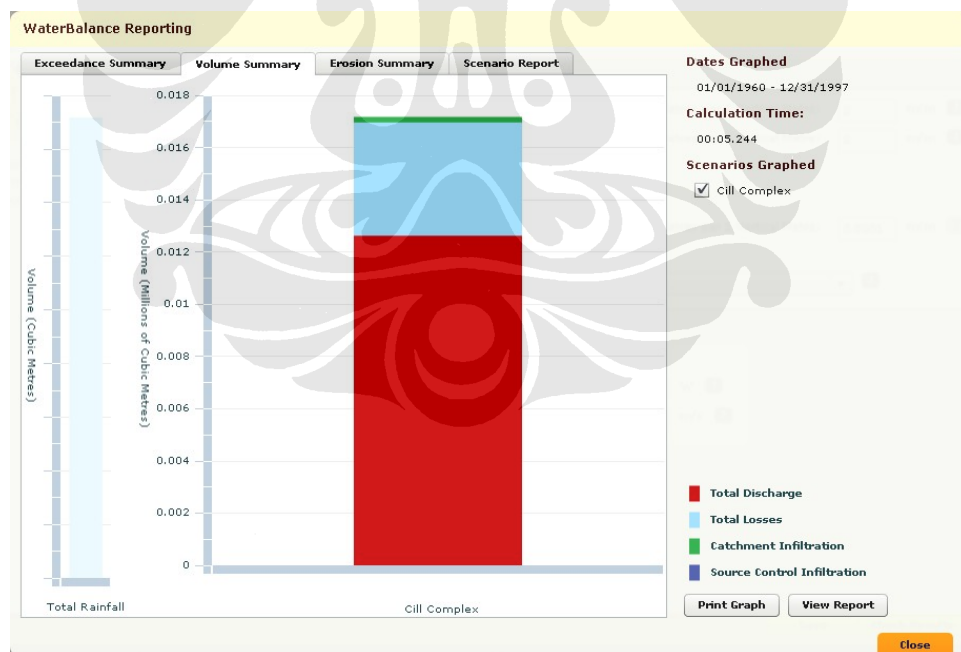 WaterBalance Reporting
Exceedance Summary
Volume Summary
Erosion Summary
Scenario Report
Volume (Cubic Metres)
Total Rainfall
Volume (Millions of Cubic Metres)
0.018
0.016
0.014
0.012
0.01
0.008
0.006
0.004
0.002
0
Cill Complex
Dates Graphed
01/01/1960 - 12/31/1997
Calculation Time:
00:05.244
Scenarios Graphed
Cill Complex
Total Discharge
Total Losses
Catchment Infiltration
Source Control Infiltration
Print Graph
View Report
Close